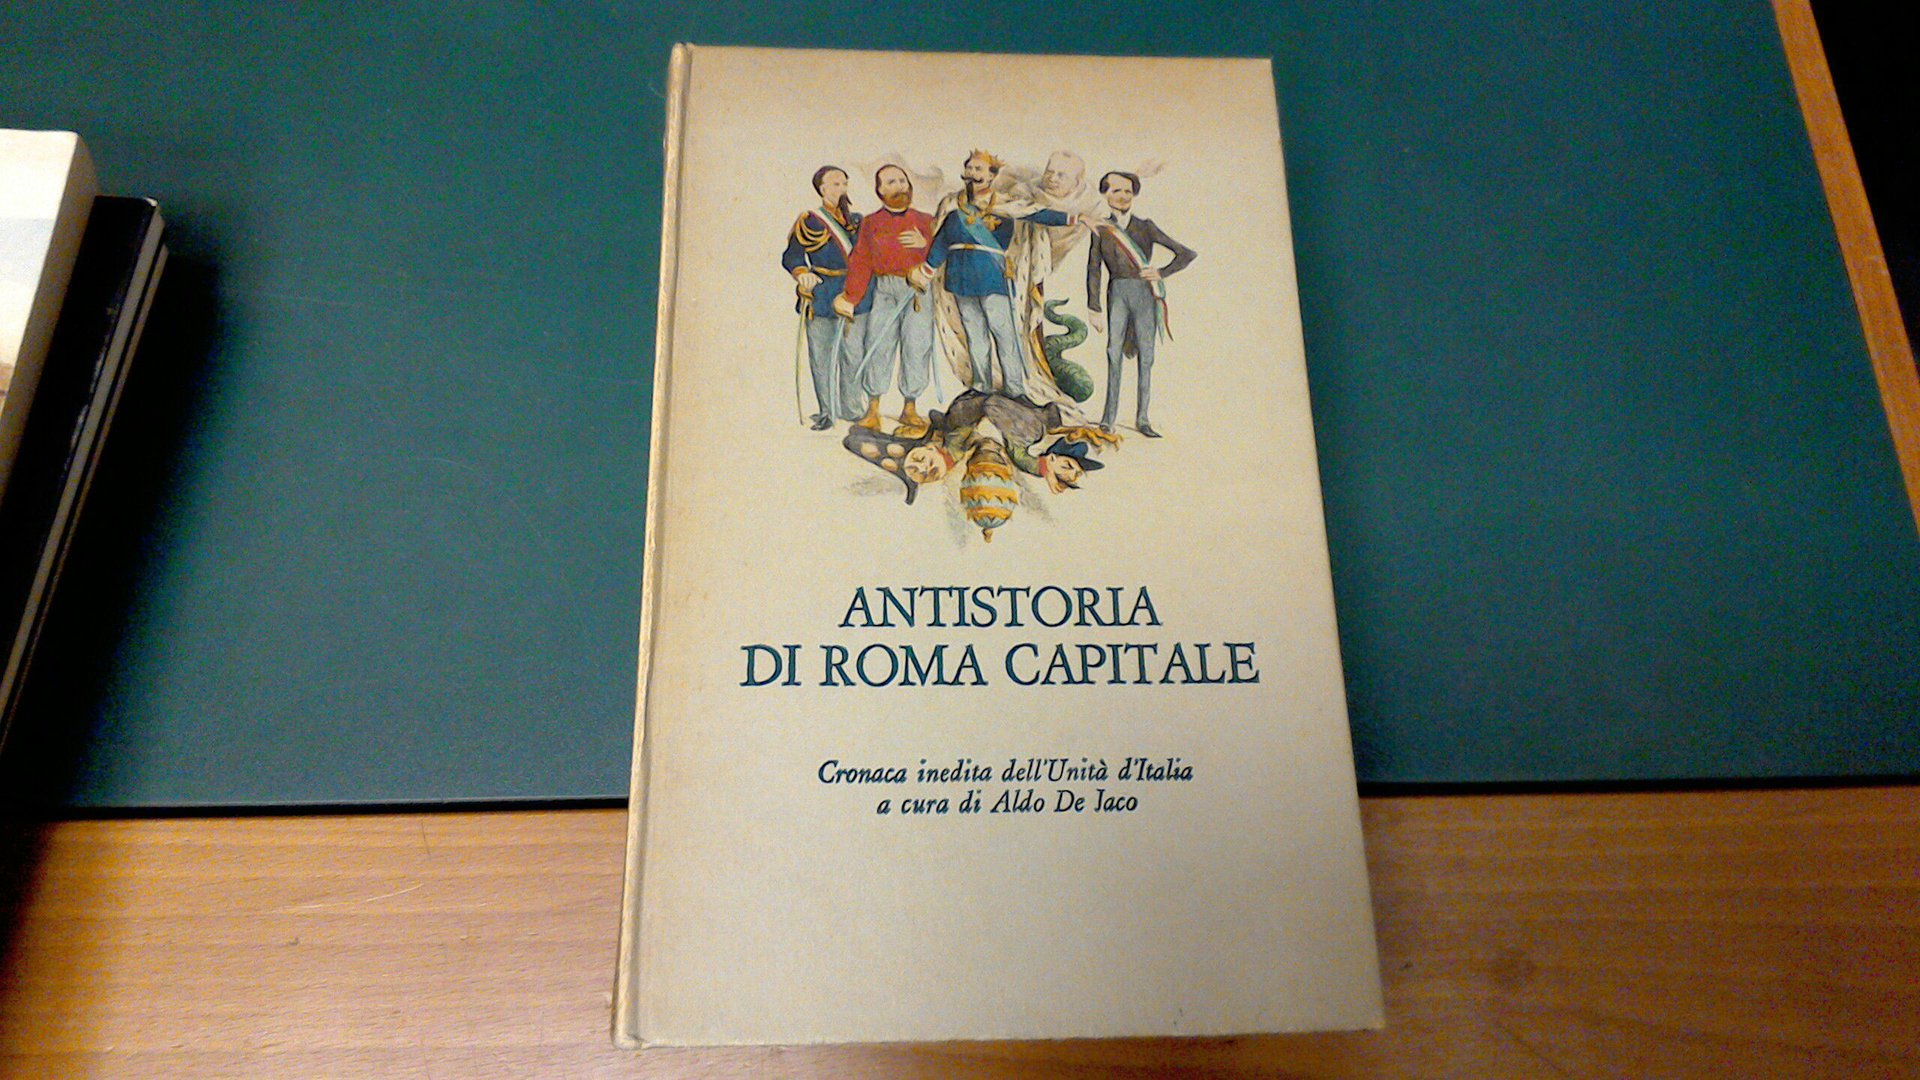 ANTISTORIA
DI ROMA CAPITALE
Cronaca inedita dell'Unità d'Italia
a cura di Aldo De Jaco